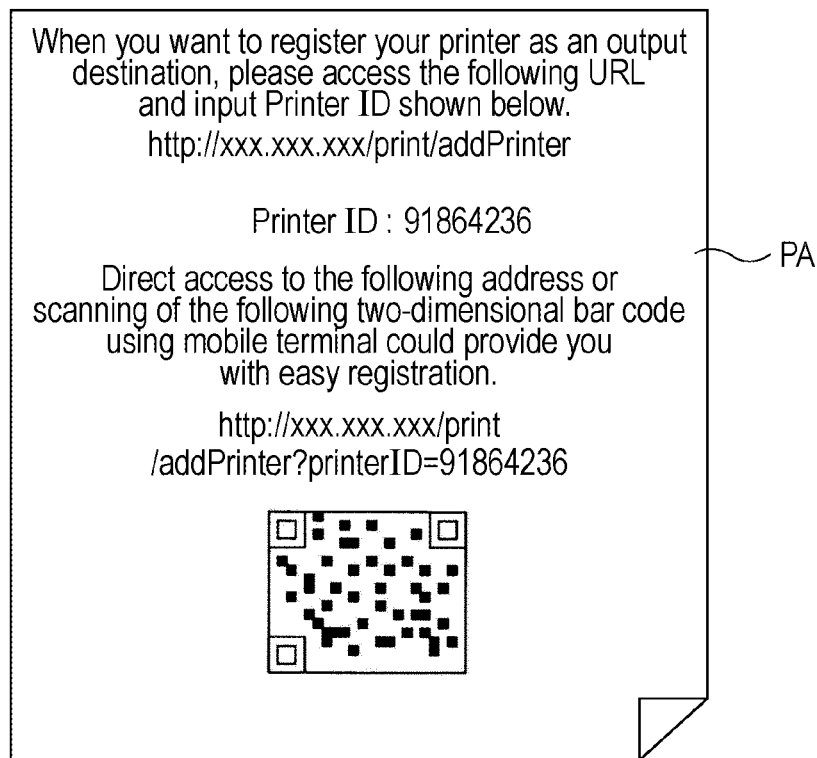 When you want to register your printer as an output
destination, please access the following URL
and input Printer ID shown below.
http://xxx.xxx.xxx/print/addPrinter
Printer ID : 91864236
PA
Direct access to the following address or
scanning of the following two-dimensional bar code
using mobile terminal could provide you
with easy registration.
http://xxx.xxx.xxx/print
/addPrinter?printerID=91864236